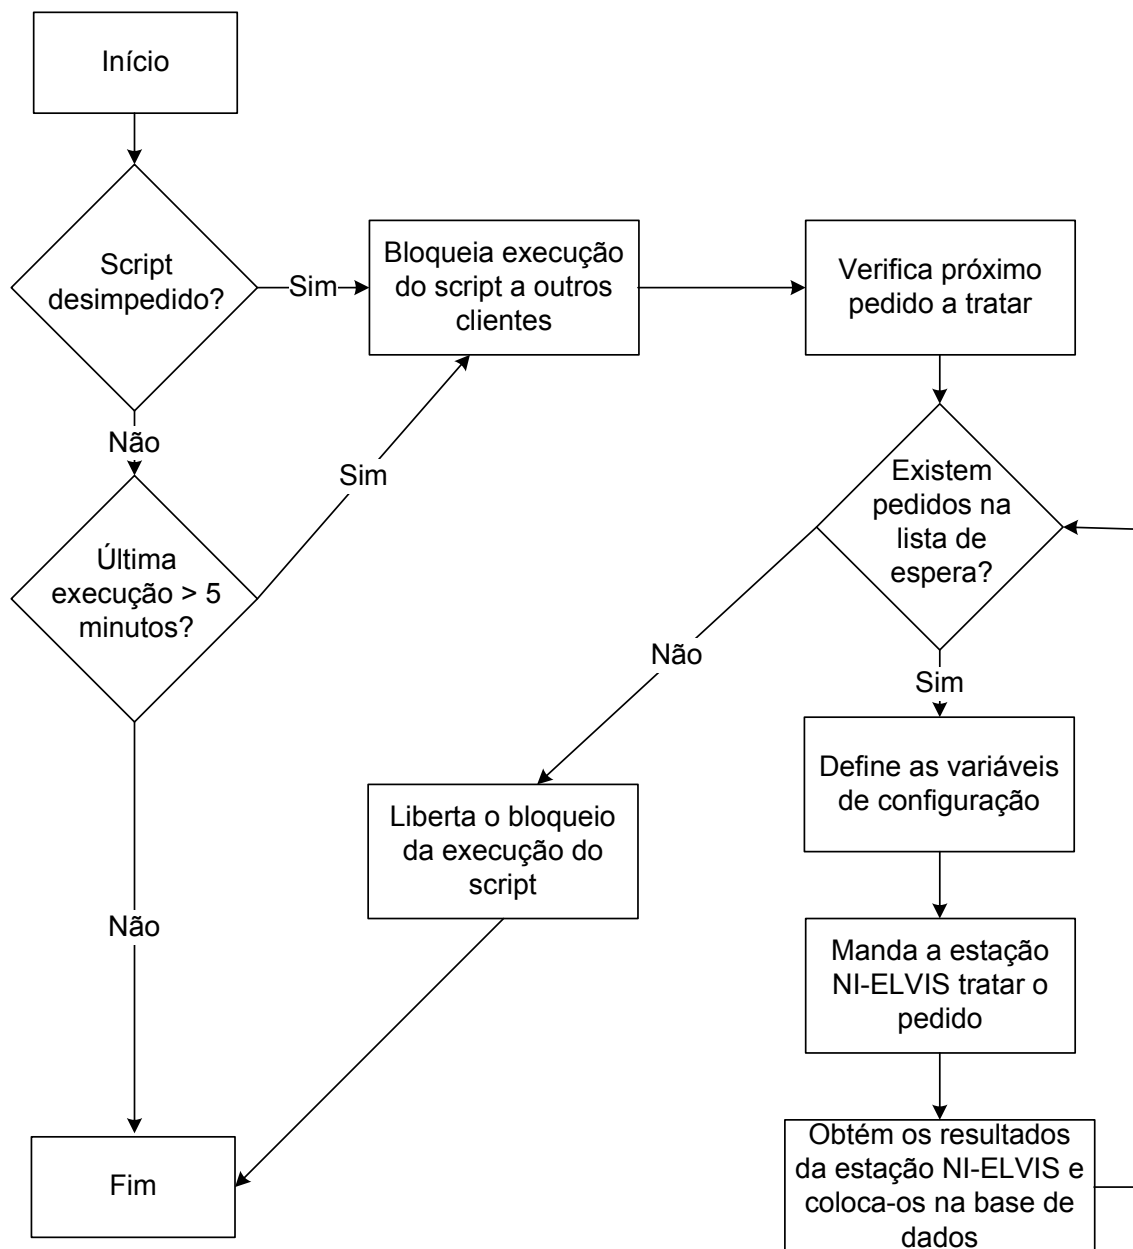 Início
Script
desimpedido?
Sim
Bloqueia execução
do script a outros
clientes
Verifica próximo
pedido a tratar
Não
Sim
Existem
pedidos na
lista de
espera?
Última
execução > 5
minutos?
Não
Sim
Define as variáveis
de configuração
Liberta o bloqueio
da execução do
script
Não
Manda a estação
NI-ELVIS tratar o
pedido
Fim
Obtém os resultados
da estação NI-ELVIS e
coloca-os na base de
dados